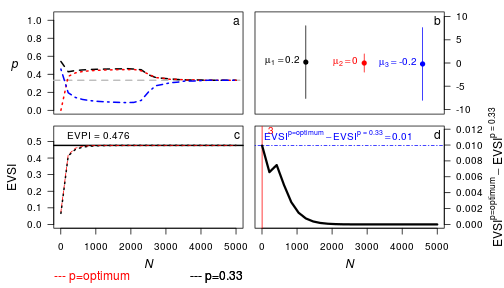 a
1.0
0.8
0.6
0.4
0.2
0.0
p
b
μ1 = 0.2
μ2 = 0
μ3 = -0.2
10
5
0
-5
-10
c
EVPI = 0.476
0.5
0.4
0.3
0.2
0.1
0.0
EVSI
0 1000 2000 3000 4000 5000
N
d
3
EVSI^p=optimum − EVSI^p = 0.33 = 0.01
0.012
0.010
0.008
0.006
0.004
0.002
0.000
EVSI^p=optimum − EVSI^p = 0.33
0 1000 2000 3000 4000 5000
N
--- p=optimum
--- p=0.33